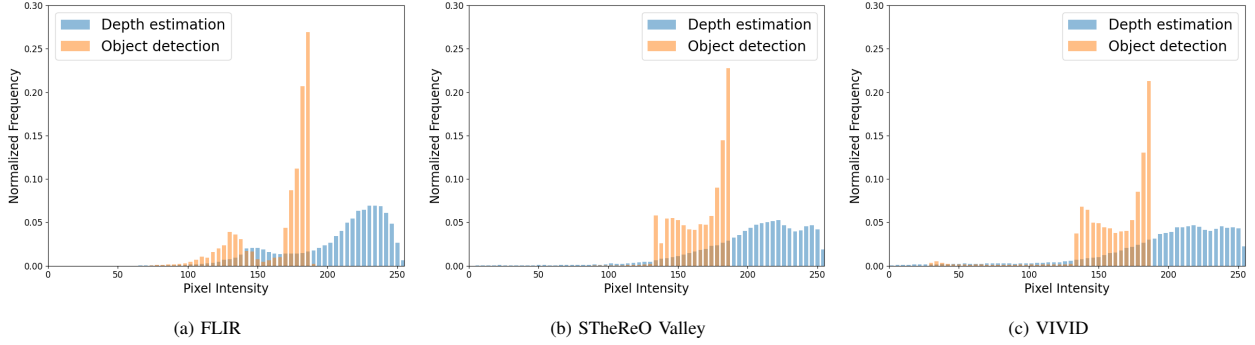 Depth estimation
Object detection
Normalized Frequency
0.30
0.25
0.20
0.15
0.10
0.05
0.00
0 50 100 150 200 250
Pixel Intensity
(a) FLIR
Depth estimation
Object detection
Normalized Frequency
0.30
0.25
0.20
0.15
0.10
0.05
0.00
0 50 100 150 200 250
Pixel Intensity
(b) STheReO Valley
Depth estimation
Object detection
Normalized Frequency
0.30
0.25
0.20
0.15
0.10
0.05
0.00
0 50 100 150 200 250
Pixel Intensity
(c) VIVID